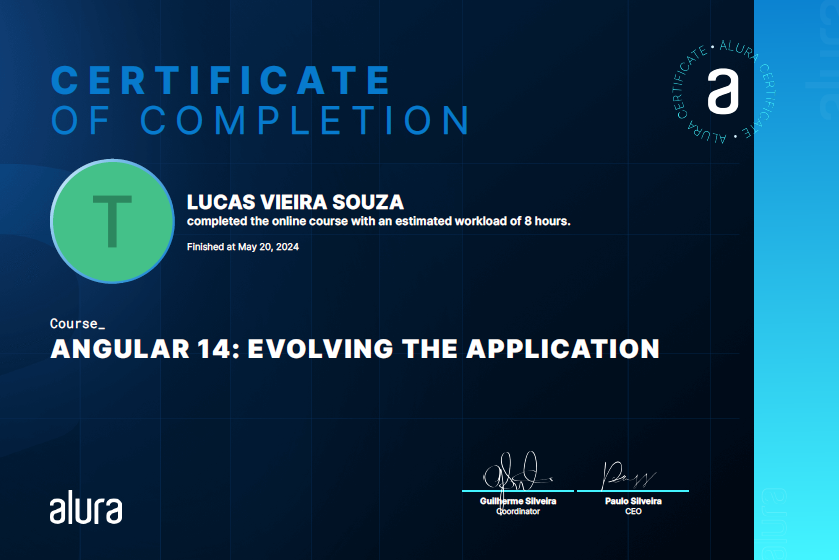 CERTIFICATE
OF COMPLETION
ALURA CERTIFICATE • ALURA CERTIFICATE •
a
T
LUCAS VIEIRA SOUZA
completed the online course with an estimated workload of 8 hours.
Finished at May 20, 2024
Course_
ANGULAR 14: EVOLVING THE APPLICATION
alura
Guilherme Silveira
Coordinator
Paulo Silveira
CEO
alura
alura